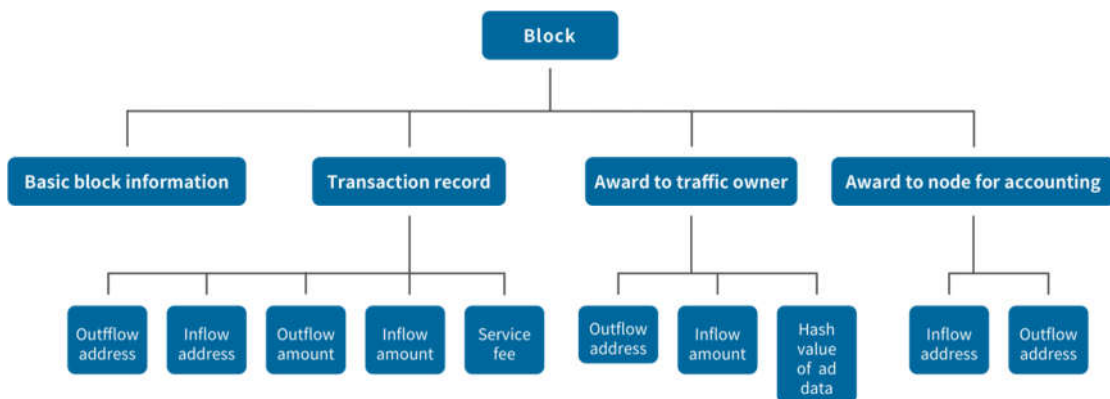 Block
Basic block information
Transaction record
Award to traffic owner
Award to node for accounting
Outfflow
address
Inflow
address
Outflow
amount
Inflow
amount
Service
fee
Outflow
address
Inflow
amount
Hash
value
of ad
data
Inflow
address
Outflow
address